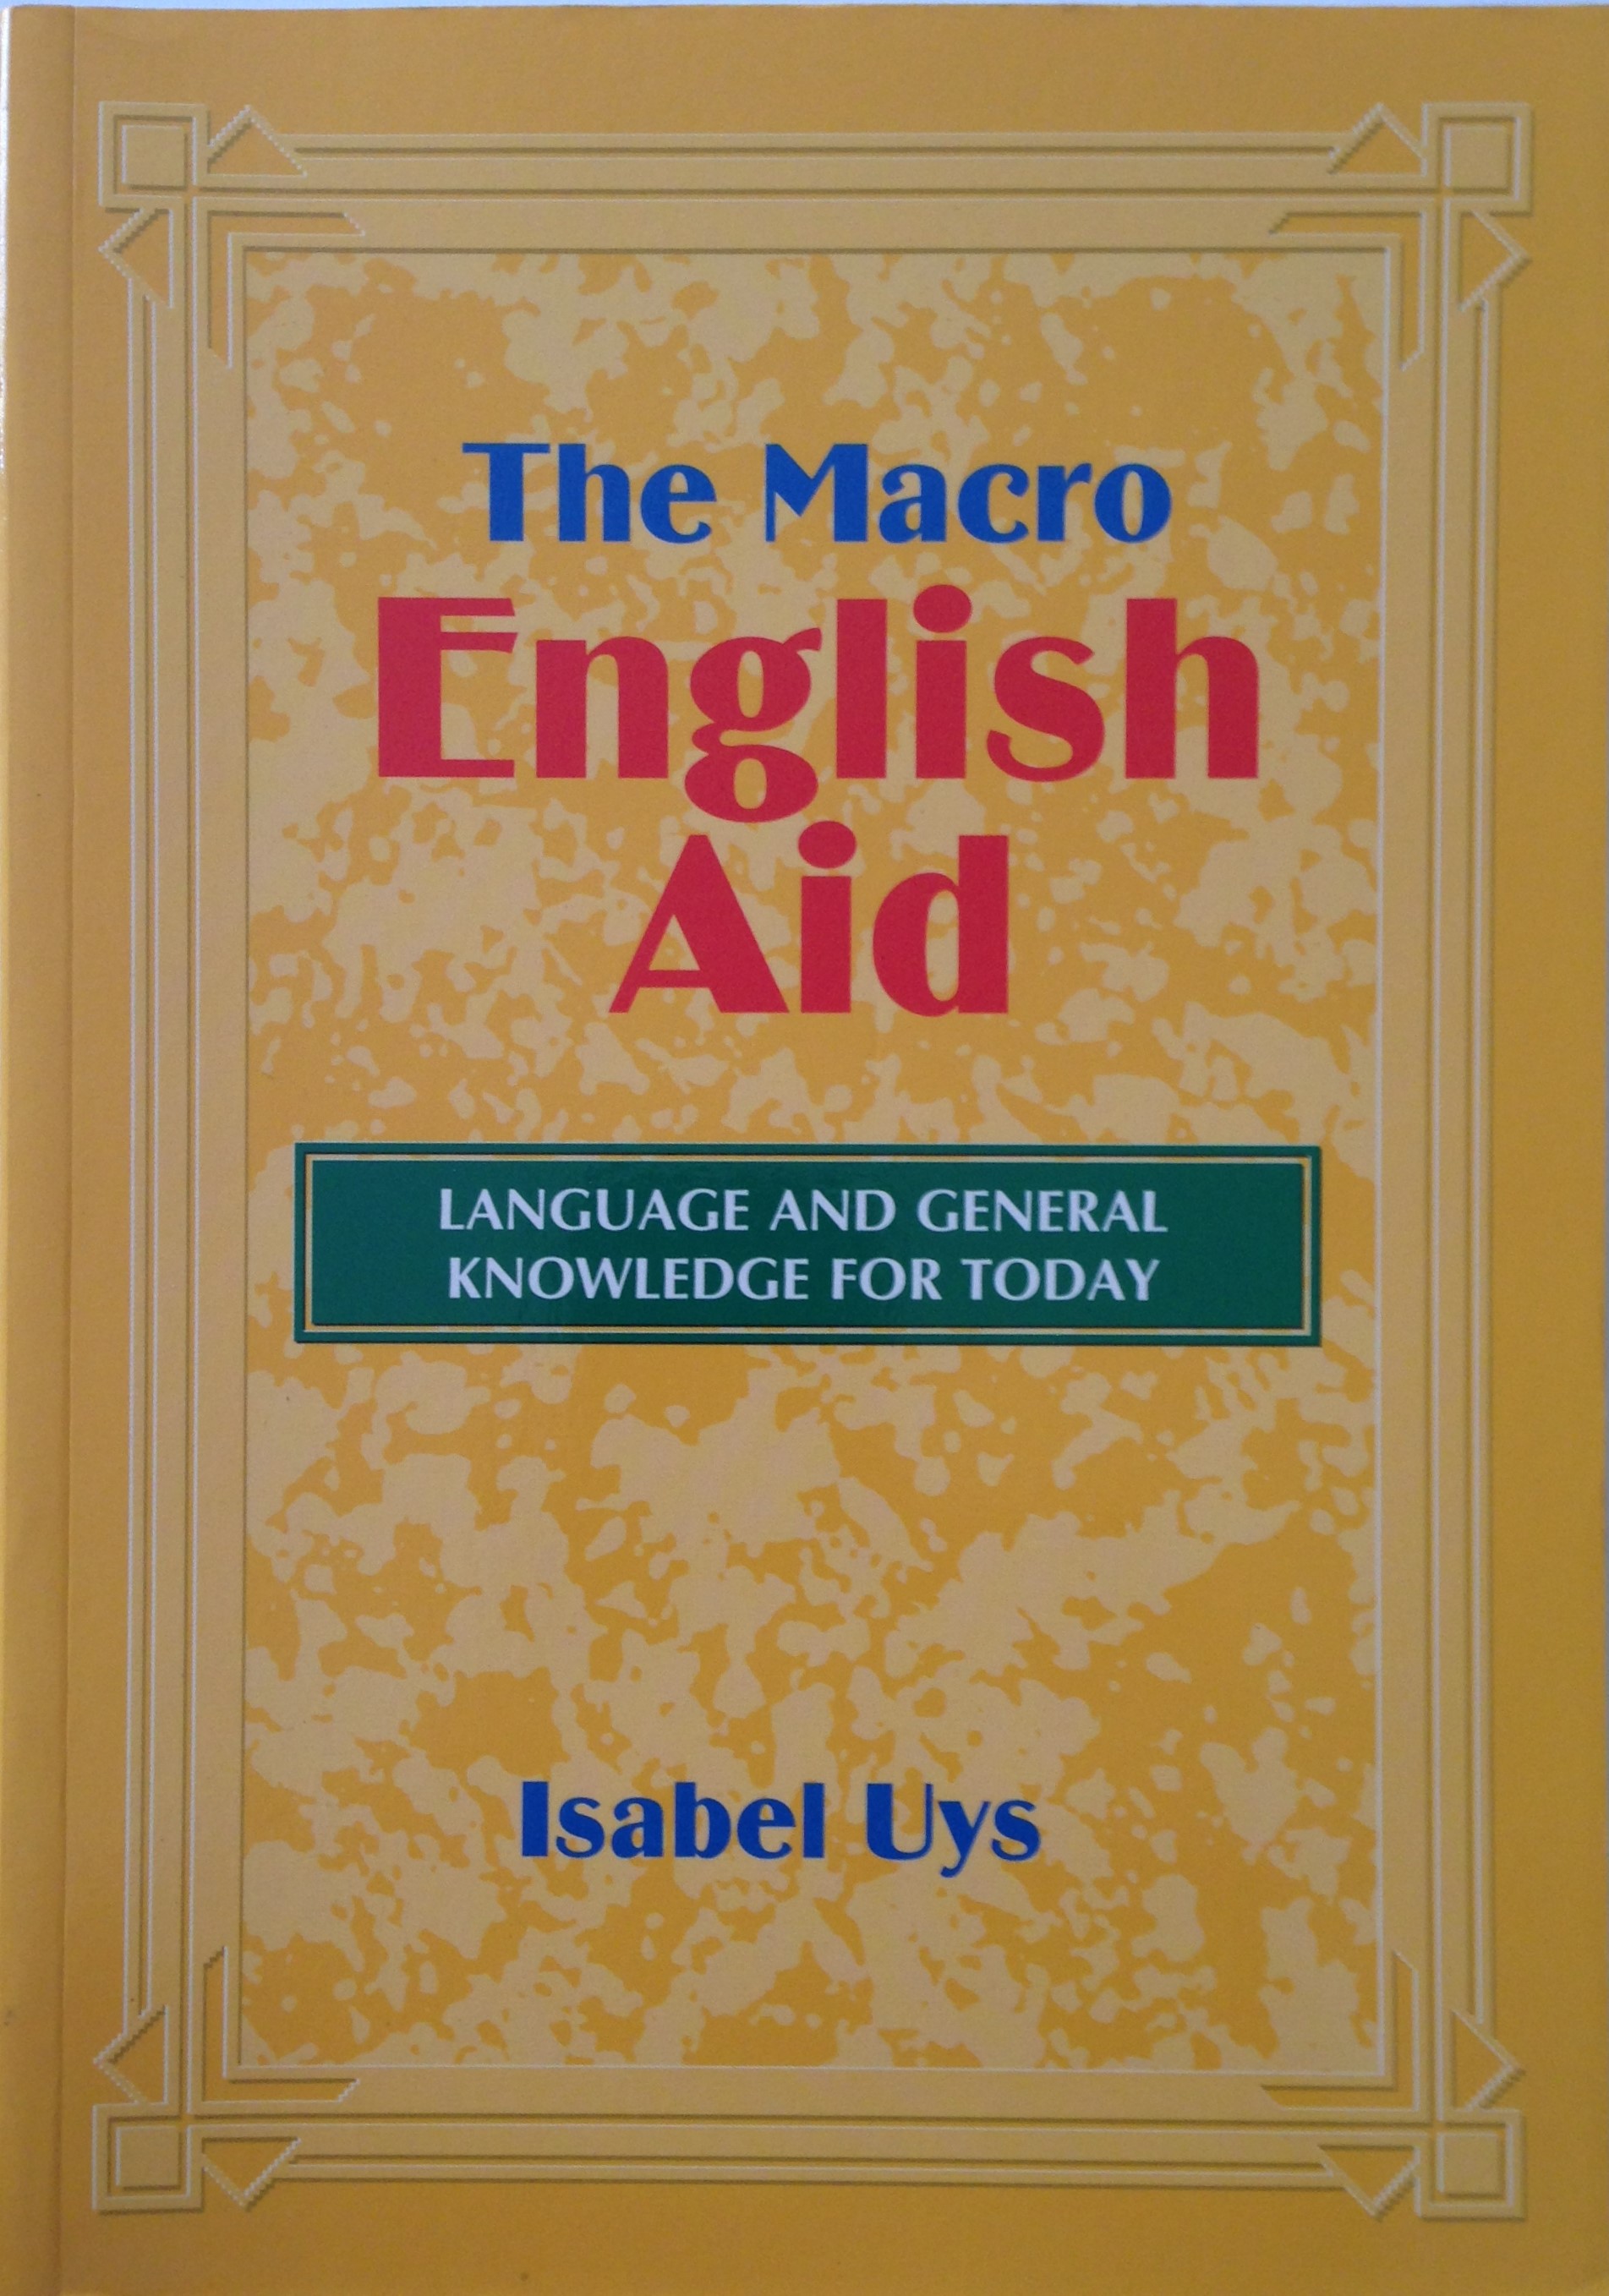 The Macro
English
Aid
LANGUAGE AND GENERAL
KNOWLEDGE FOR TODAY
Isabel Uys